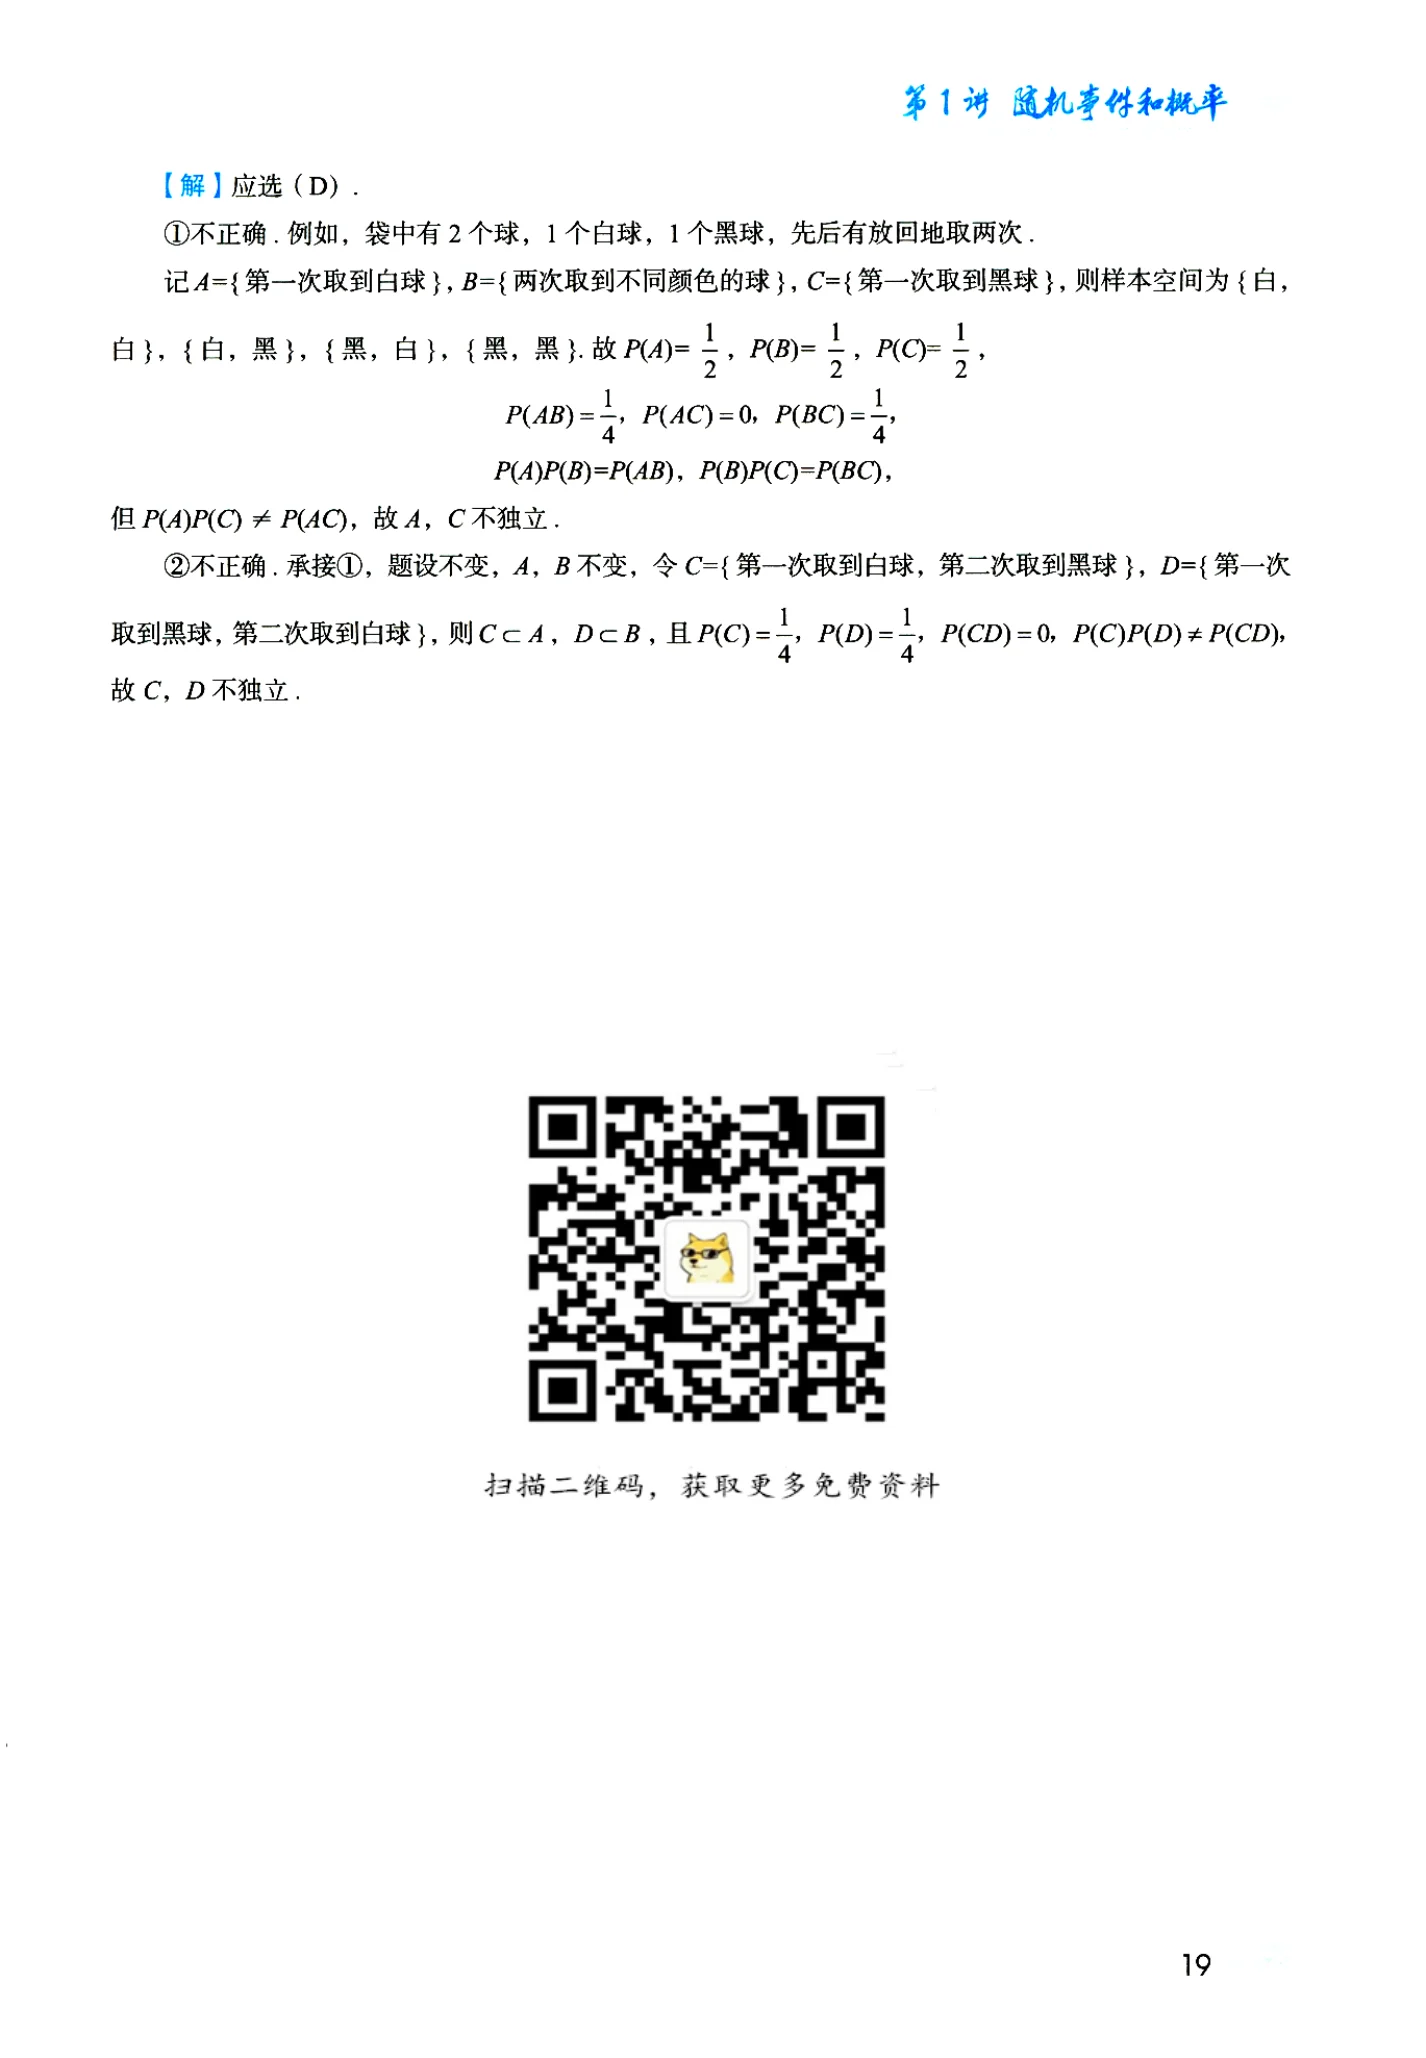 第1讲 随机事件和概率
【解】应选（D）.
①不正确.例如，袋中有2个球，1个白球，1个黑球，先后有放回地取两次.
记A={第一次取到白球}，B={两次取到不同颜色的球}，C={第一次取到黑球}，则样本空间为{白，
白}，{白，黑}，{黑，白}，{黑，黑}.故P(A)=1/2，P(B)=1/2，P(C)=1/2，
P(AB)=1/4，P(AC)=0，P(BC)=1/4，
P(A)P(B)=P(AB)，P(B)P(C)=P(BC)，
但P(A)P(C)≠P(AC)，故A，C不独立.
②不正确.承接①，题设不变，A，B不变，令C={第一次取到白球，第二次取到黑球}，D={第一次
取到黑球，第二次取到白球}，则C⊂A，D⊂B，且P(C)=1/4，P(D)=1/4，P(CD)=0，P(C)P(D)≠P(CD)，
故C，D不独立.
扫描二维码，获取更多免费资料
19